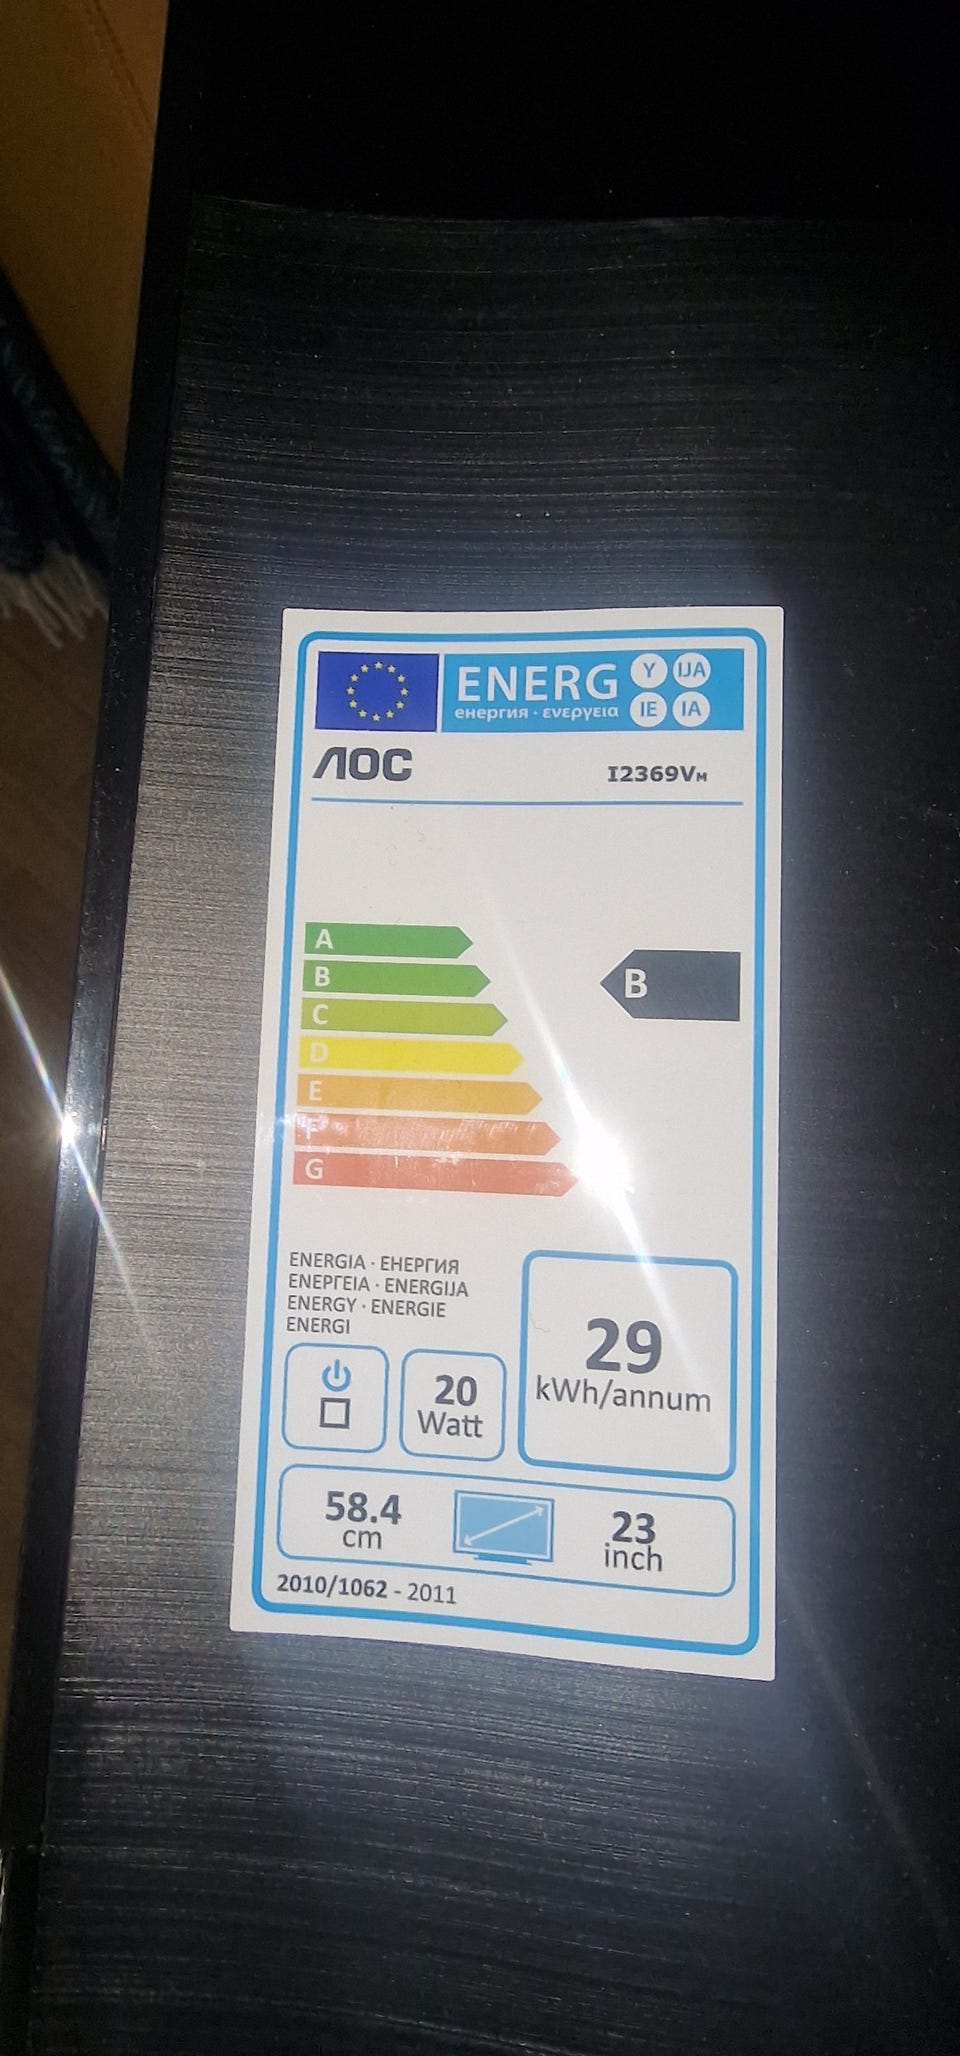 ENERG Y IJA
енергия · ενεργεια IE IA
AOC I2369VM
A
B B
C
D
E
F
G
ENERGIA · ЕНЕРГИЯ
ΕΝΕΡΓΕΙΑ · ENERGIJA
ENERGY · ENERGIE
ENERGI
29
kWh/annum
20
Watt
58.4
cm
23
inch
2010/1062 - 2011